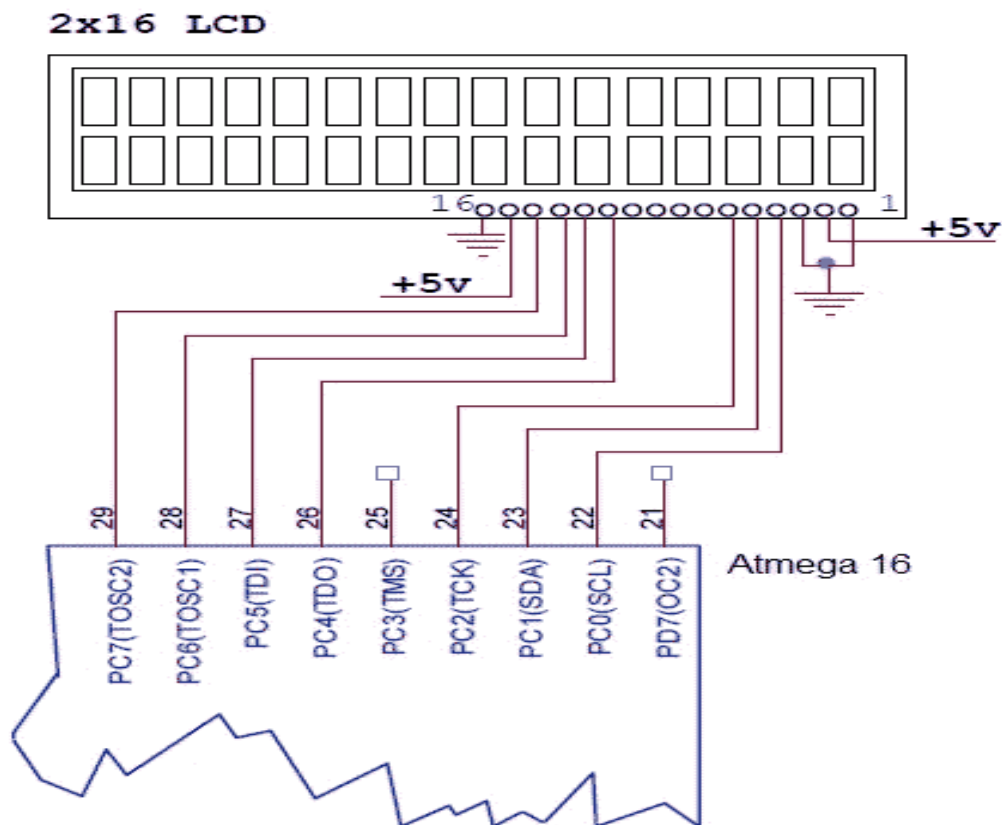 2x16 LCD
16 1
+5v
+5v
29 28 27 26 25 24 23 22 21
Atmega 16
PC7(TOSC2)
PC6(TOSC1)
PC5(TDI)
PC4(TDO)
PC3(TMS)
PC2(TCK)
PC1(SDA)
PC0(SCL)
PD7(OC2)